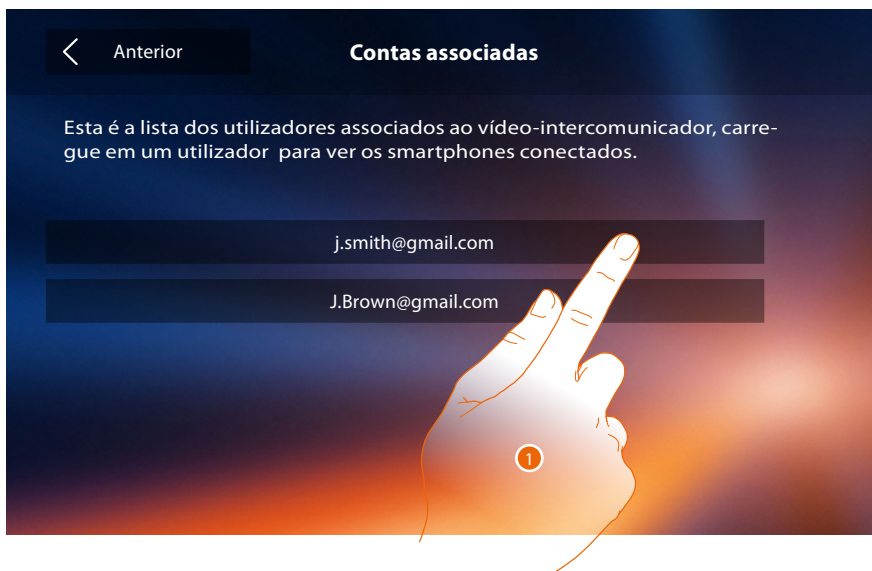 Anterior
Contas associadas
Esta é a lista dos utilizadores associados ao vídeo-intercomunicador, carre-
gue em um utilizador para ver os smartphones conectados.
j.smith@gmail.com
J.Brown@gmail.com
1